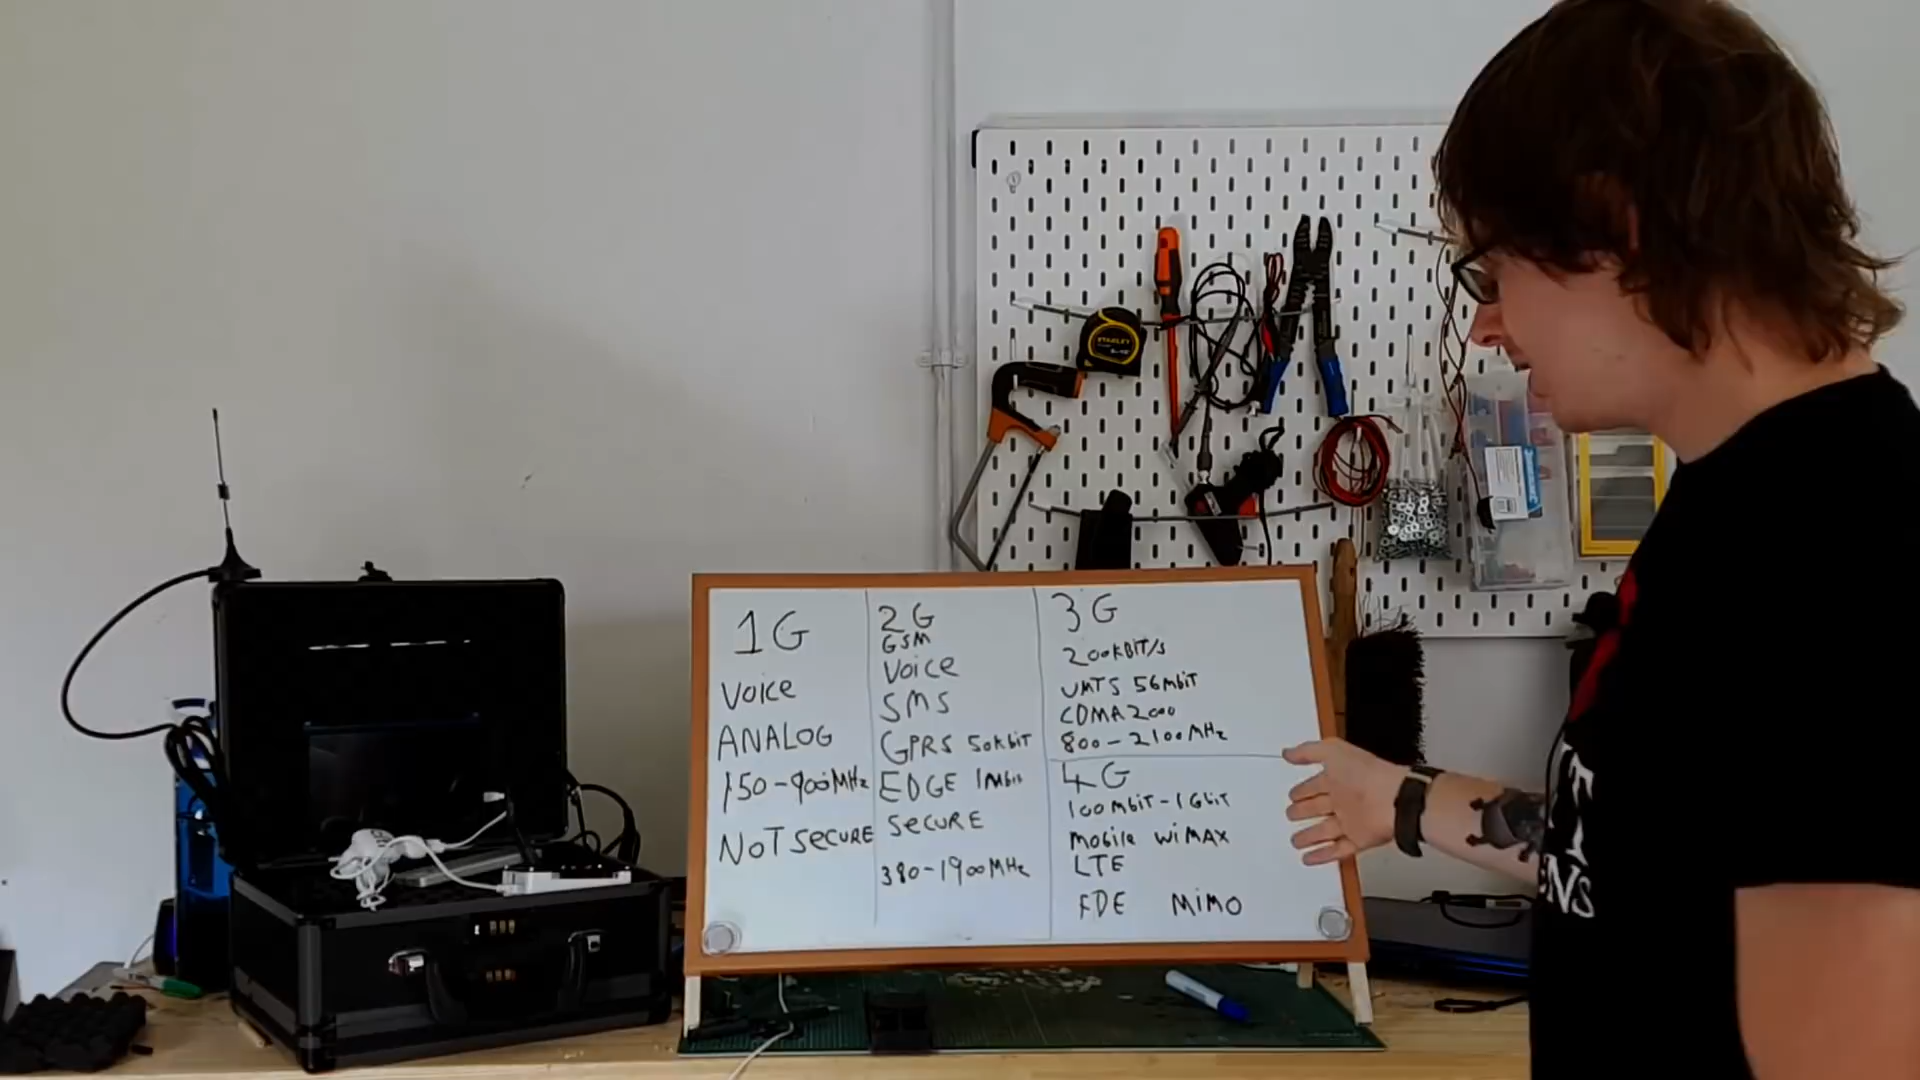 1G
VOICE
ANALOG
150-900MHz
NOT SECURE
2G
GSM
VOICE
SMS
GPRS 50KBIT
EDGE 1MBit
SECURE
380-1900MHz
3G
200KBIT/S
UMTS 56MBIT
CDMA2000
800-2100MHz
4G
100MBIT-1GBIT
MOBILE WiMAX
LTE
FDE MIMO
STANLEY